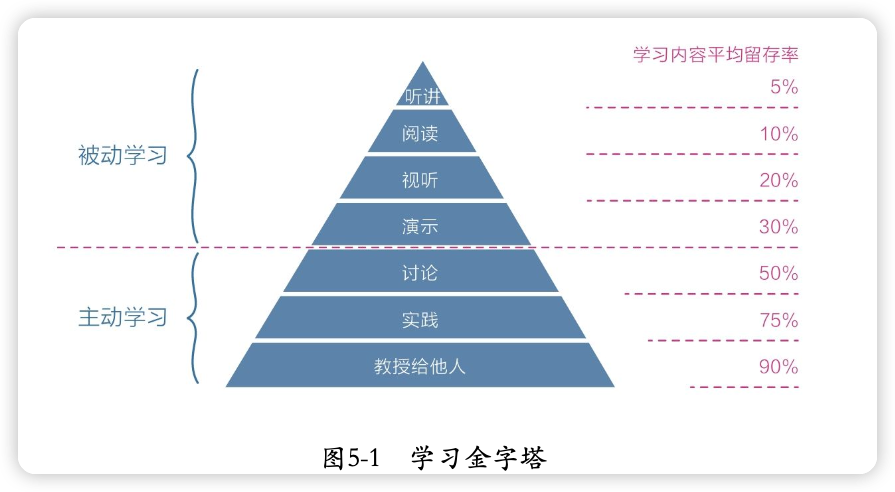 学习内容平均留存率
听讲 5%
阅读 10%
被动学习
视听 20%
演示 30%
讨论 50%
主动学习
实践 75%
教授给他人 90%
图5-1 学习金字塔